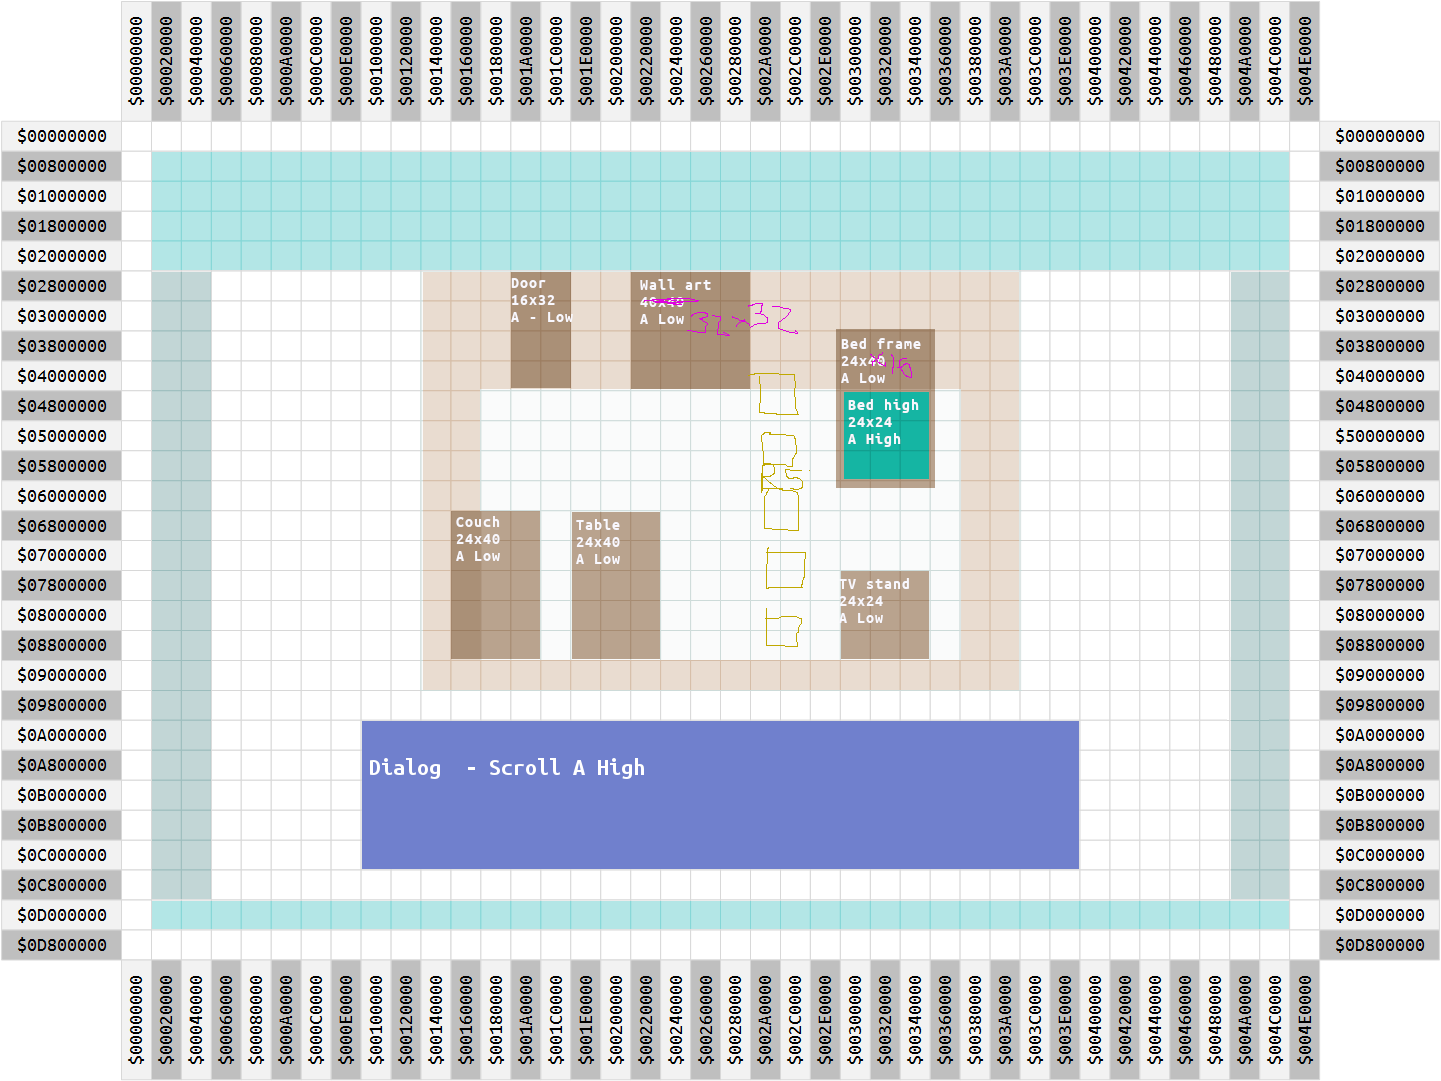 $00000000
$00020000
$00040000
$00060000
$00080000
$000A0000
$000C0000
$000E0000
$00100000
$00120000
$00140000
$00160000
$00180000
$001A0000
$001C0000
$001E0000
$00200000
$00220000
$00240000
$00260000
$00280000
$002A0000
$002C0000
$002E0000
$00300000
$00320000
$00340000
$00360000
$00380000
$003A0000
$003C0000
$003E0000
$00400000
$00420000
$00440000
$00460000
$00480000
$004A0000
$004C0000
$004E0000
$00000000
$00800000
$01000000
$01800000
$02000000
$02800000
$03000000
$03800000
$04000000
$04800000
$05000000
$05800000
$06000000
$06800000
$07000000
$07800000
$08000000
$08800000
$09000000
$09800000
$0A000000
$0A800000
$0B000000
$0B800000
$0C000000
$0C800000
$0D000000
$0D800000
Door
16x32
A - Low
Wall art
A Low
32x32
Bed frame
24x40
x16
A Low
Bed high
24x24
A High
R5
Couch
24x40
A Low
Table
24x40
A Low
TV stand
24x24
A Low
Dialog  - Scroll A High
$00000000
$00800000
$01000000
$01800000
$02000000
$02800000
$03000000
$03800000
$04000000
$04800000
$50000000
$05800000
$06000000
$06800000
$07000000
$07800000
$08000000
$08800000
$09000000
$09800000
$0A000000
$0A800000
$0B000000
$0B800000
$0C000000
$0C800000
$0D000000
$0D800000
$00000000
$00020000
$00040000
$00060000
$00080000
$000A0000
$000C0000
$000E0000
$00100000
$00120000
$00140000
$00160000
$00180000
$001A0000
$001C0000
$001E0000
$00200000
$00220000
$00240000
$00260000
$00280000
$002A0000
$002C0000
$002E0000
$00300000
$00320000
$00340000
$00360000
$00380000
$003A0000
$003C0000
$003E0000
$00400000
$00420000
$00440000
$00460000
$00480000
$004A0000
$004C0000
$004E0000